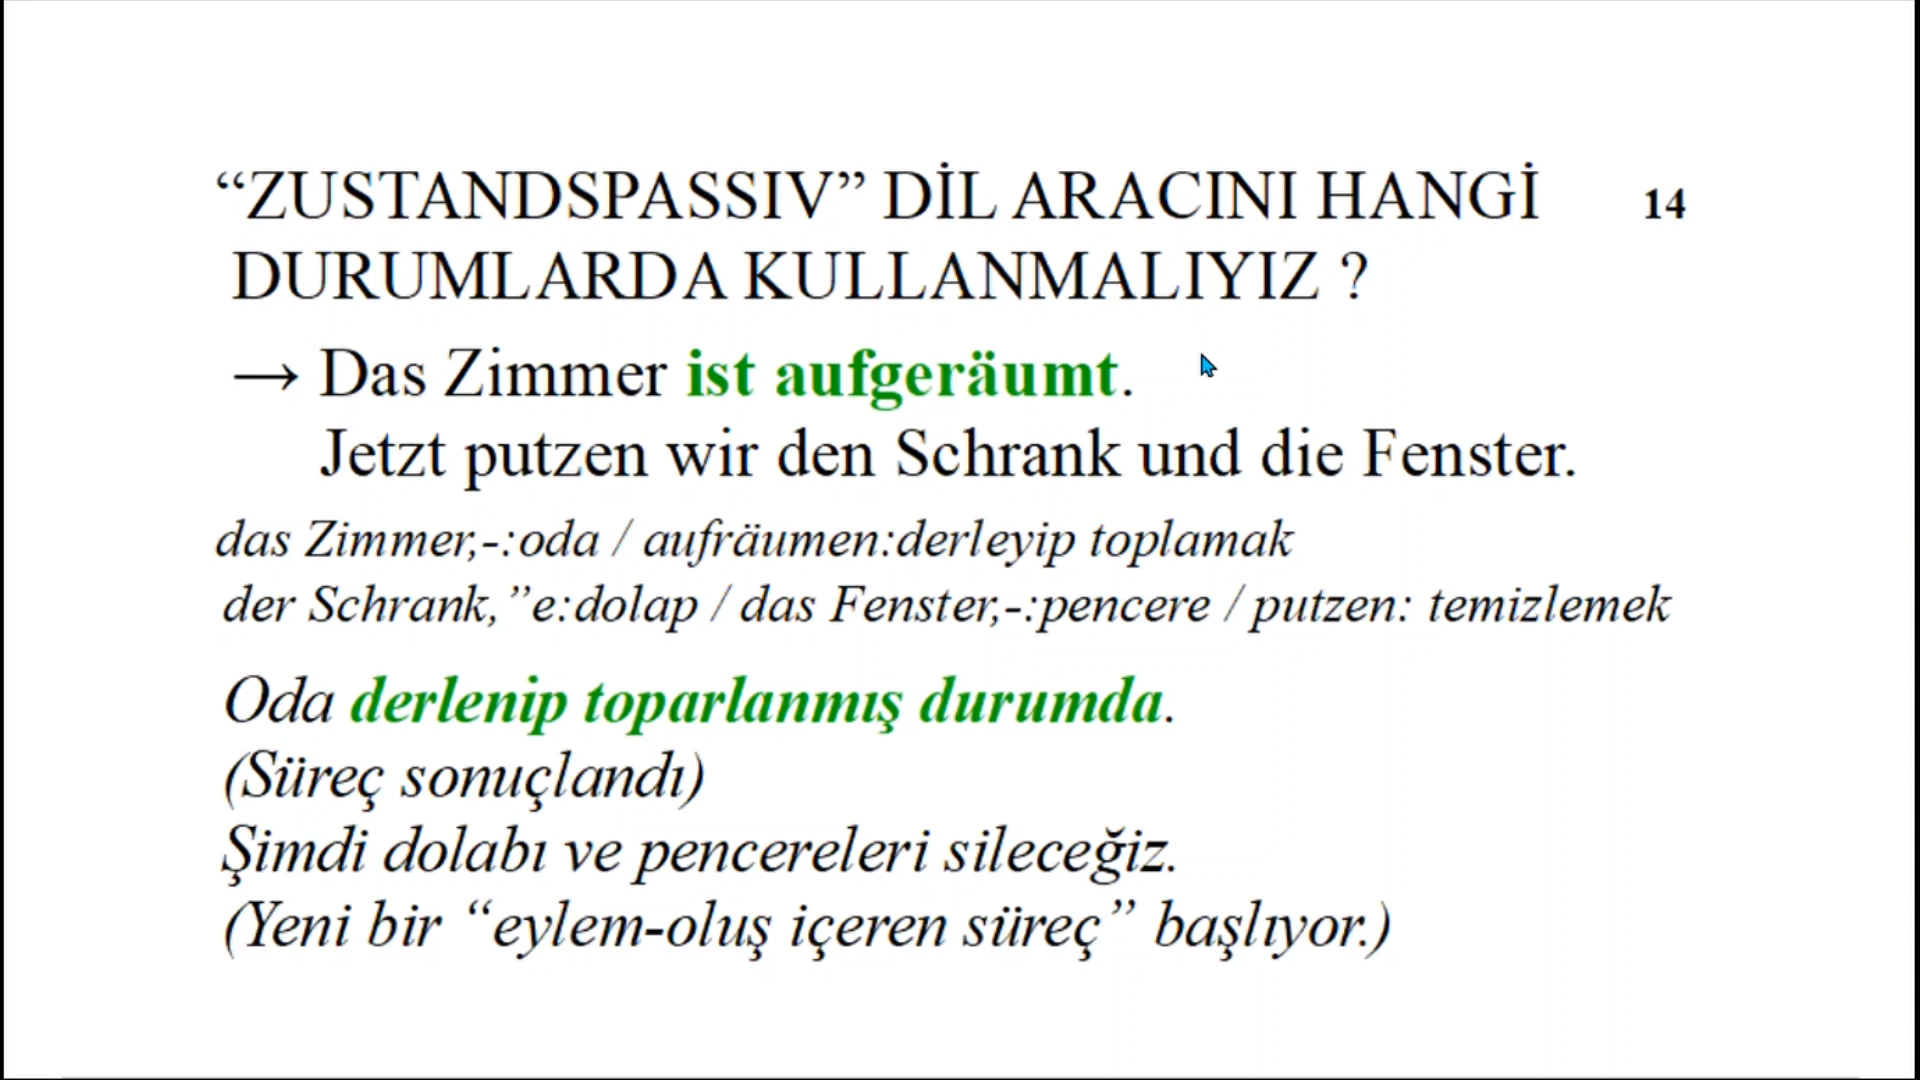 “ZUSTANDSPASSIV” DİL ARACINI HANGİ 14
DURUMLARDA KULLANMALIYIZ ?
→ Das Zimmer ist aufgeräumt.
Jetzt putzen wir den Schrank und die Fenster.
das Zimmer,-:oda / aufräumen:derleyip toplamak
der Schrank,”e:dolap / das Fenster,-:pencere / putzen: temizlemek
Oda derlenip toparlanmış durumda.
(Süreç sonuçlandı)
Şimdi dolabı ve pencereleri sileceğiz.
(Yeni bir “eylem-oluş içeren süreç” başlıyor.)